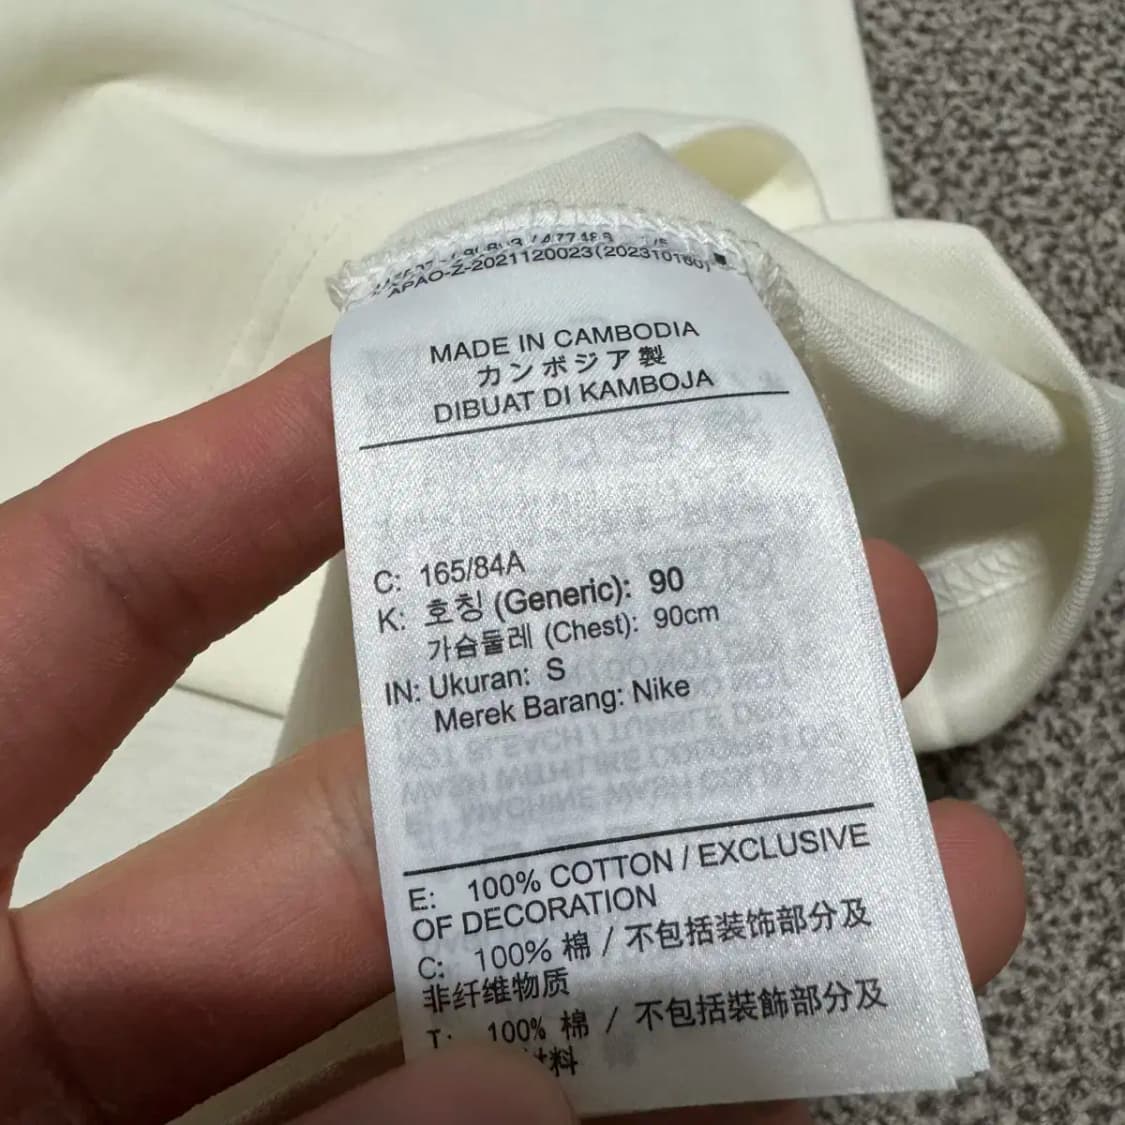 APAO-Z-2021120023(202310160)
MADE IN CAMBODIA
カンボジア製
DIBUAT DI KAMBOJA
C: 165/84A
K: 호칭 (Generic): 90
가슴둘레 (Chest): 90cm
IN: Ukuran: S
Merek Barang: Nike
E: 100% COTTON / EXCLUSIVE
OF DECORATION
C: 100% 棉 / 不包括装饰部分及
非纤维物质
T: 100% 棉 / 不包括裝飾部分及
料